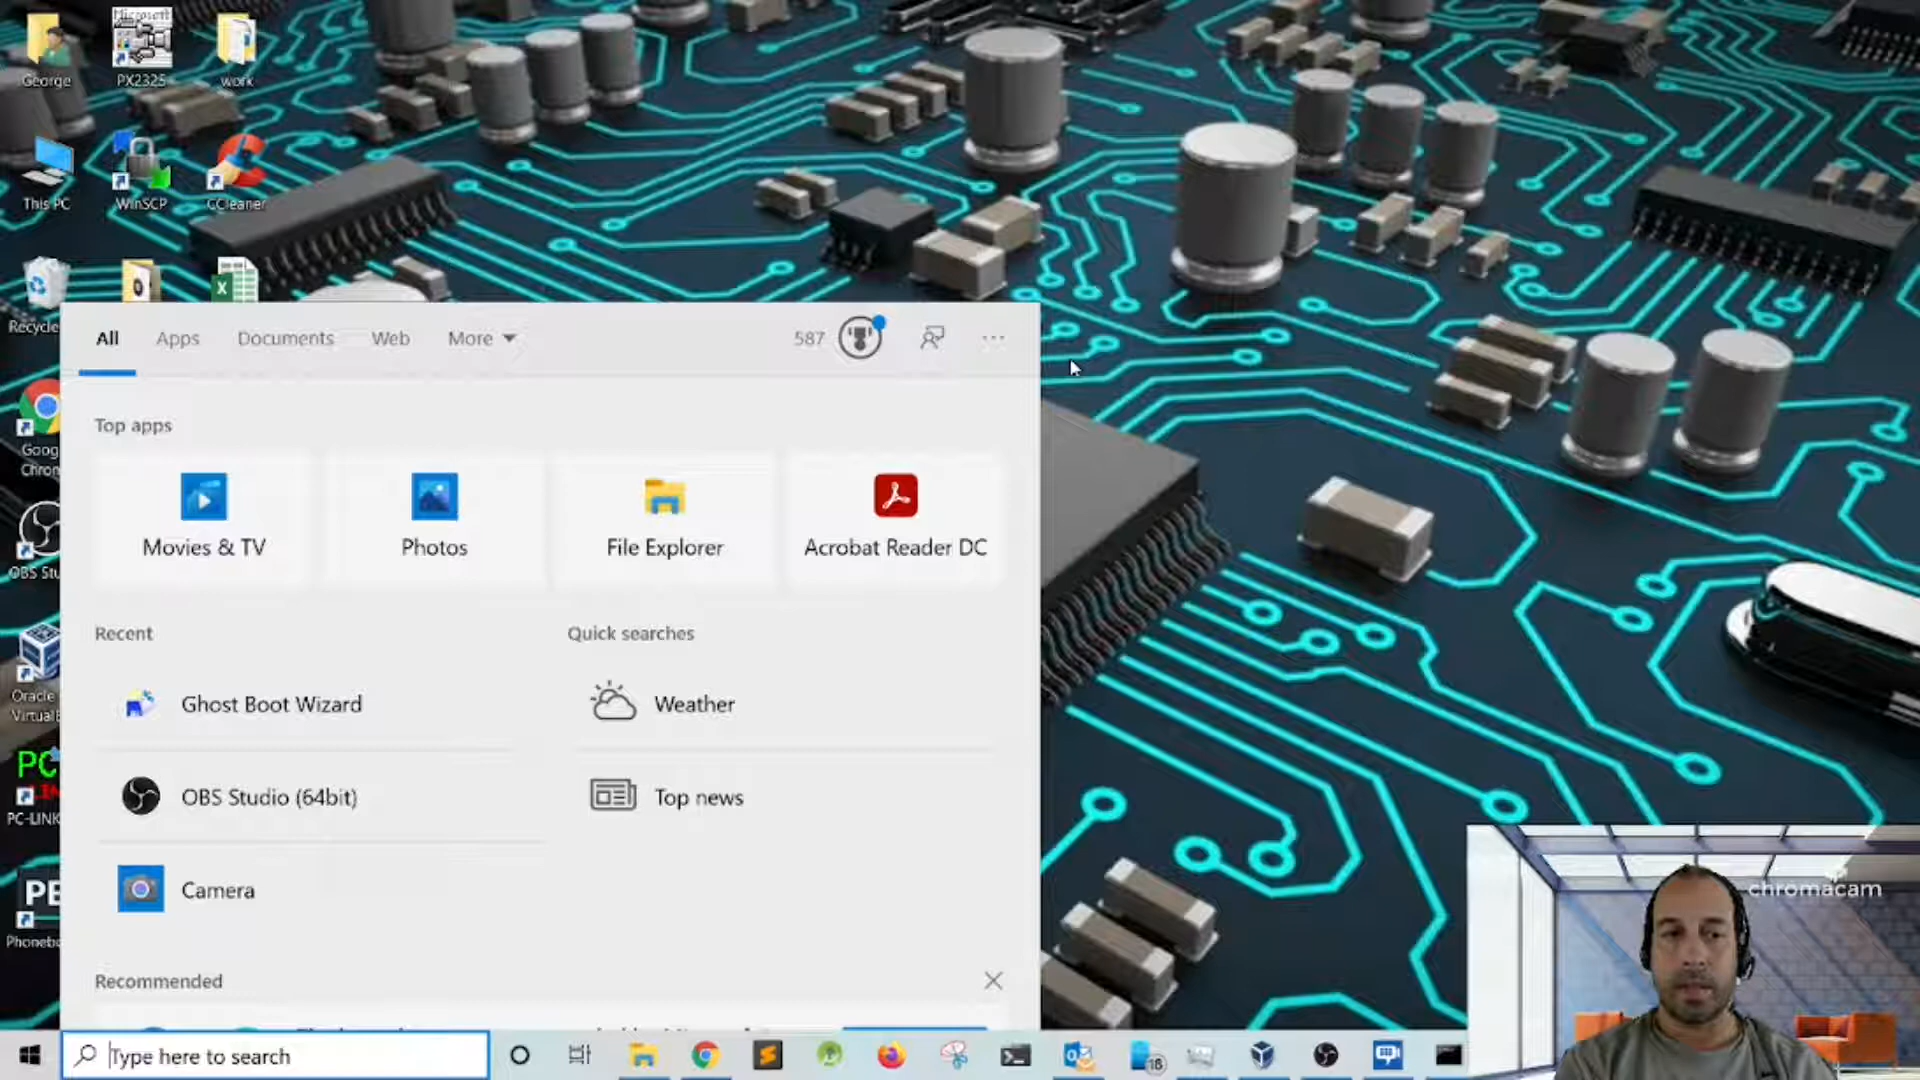 George
Microsoft
PX2325
work
This PC
WinSCP
CCleaner
Recycle
Goog
Chron
OBS Stu
Oracle
VirtualB
PC
PC-LINK
PE
Phonebo
All
Apps
Documents
Web
More
587
Top apps
Movies & TV
Photos
File Explorer
Acrobat Reader DC
Recent
Quick searches
Ghost Boot Wizard
Weather
OBS Studio (64bit)
Top news
Camera
Recommended
Type here to search
18
chromacam